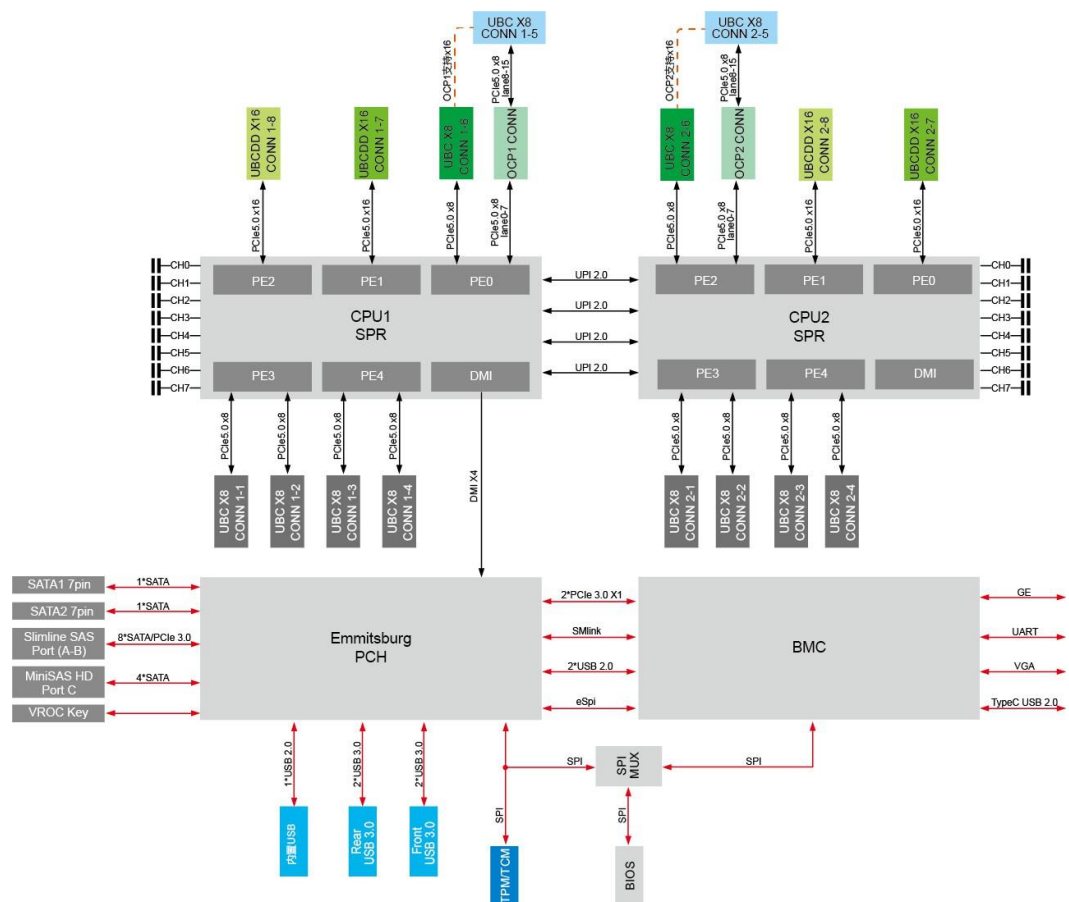 UBC X8
CONN 1-5
UBC X8
CONN 2-5
OCP1支持x16
PCIe5.0 x8
lane8-15
OCP2支持x16
PCIe5.0 x8
lane8-15
UBCDD X16
CONN 1-8
UBCDD X16
CONN 1-7
UBC X8
CONN 1-6
OCP1 CONN
UBC X8
CONN 2-6
OCP2 CONN
UBCDD X16
CONN 2-8
UBCDD X16
CONN 2-7
PCIe5.0 x16
PCIe5.0 x16
PCIe5.0 x8
PCIe5.0 x8
lane0-7
PCIe5.0 x8
PCIe5.0 x8
lane0-7
PCIe5.0 x16
PCIe5.0 x16
CH0
CH1
CH2
CH3
CH4
CH5
CH6
CH7
PE2
PE1
PE0
CPU1
SPR
PE3
PE4
DMI
UPI 2.0
UPI 2.0
UPI 2.0
UPI 2.0
PE2
PE1
PE0
CPU2
SPR
PE3
PE4
DMI
CH0
CH1
CH2
CH3
CH4
CH5
CH6
CH7
PCIe5.0 x8
PCIe5.0 x8
PCIe5.0 x8
PCIe5.0 x8
DMI X4
PCIe5.0 x8
PCIe5.0 x8
PCIe5.0 x8
PCIe5.0 x8
UBC X8
CONN 1-1
UBC X8
CONN 1-2
UBC X8
CONN 1-3
UBC X8
CONN 1-4
UBC X8
CONN 2-1
UBC X8
CONN 2-2
UBC X8
CONN 2-3
UBC X8
CONN 2-4
SATA1 7pin
1*SATA
SATA2 7pin
1*SATA
Slimline SAS
Port (A-B)
8*SATA/PCIe 3.0
MiniSAS HD
Port C
4*SATA
VROC Key
Emmitsburg
PCH
2*PCIe 3.0 X1
SMlink
2*USB 2.0
eSpi
BMC
GE
UART
VGA
TypeC USB 2.0
1*USB 2.0
2*USB 3.0
2*USB 3.0
SPI
SPI
SPI
MUX
SPI
SPI
内置USB
Rear
USB 3.0
Front
USB 3.0
TPM/TCM
BIOS